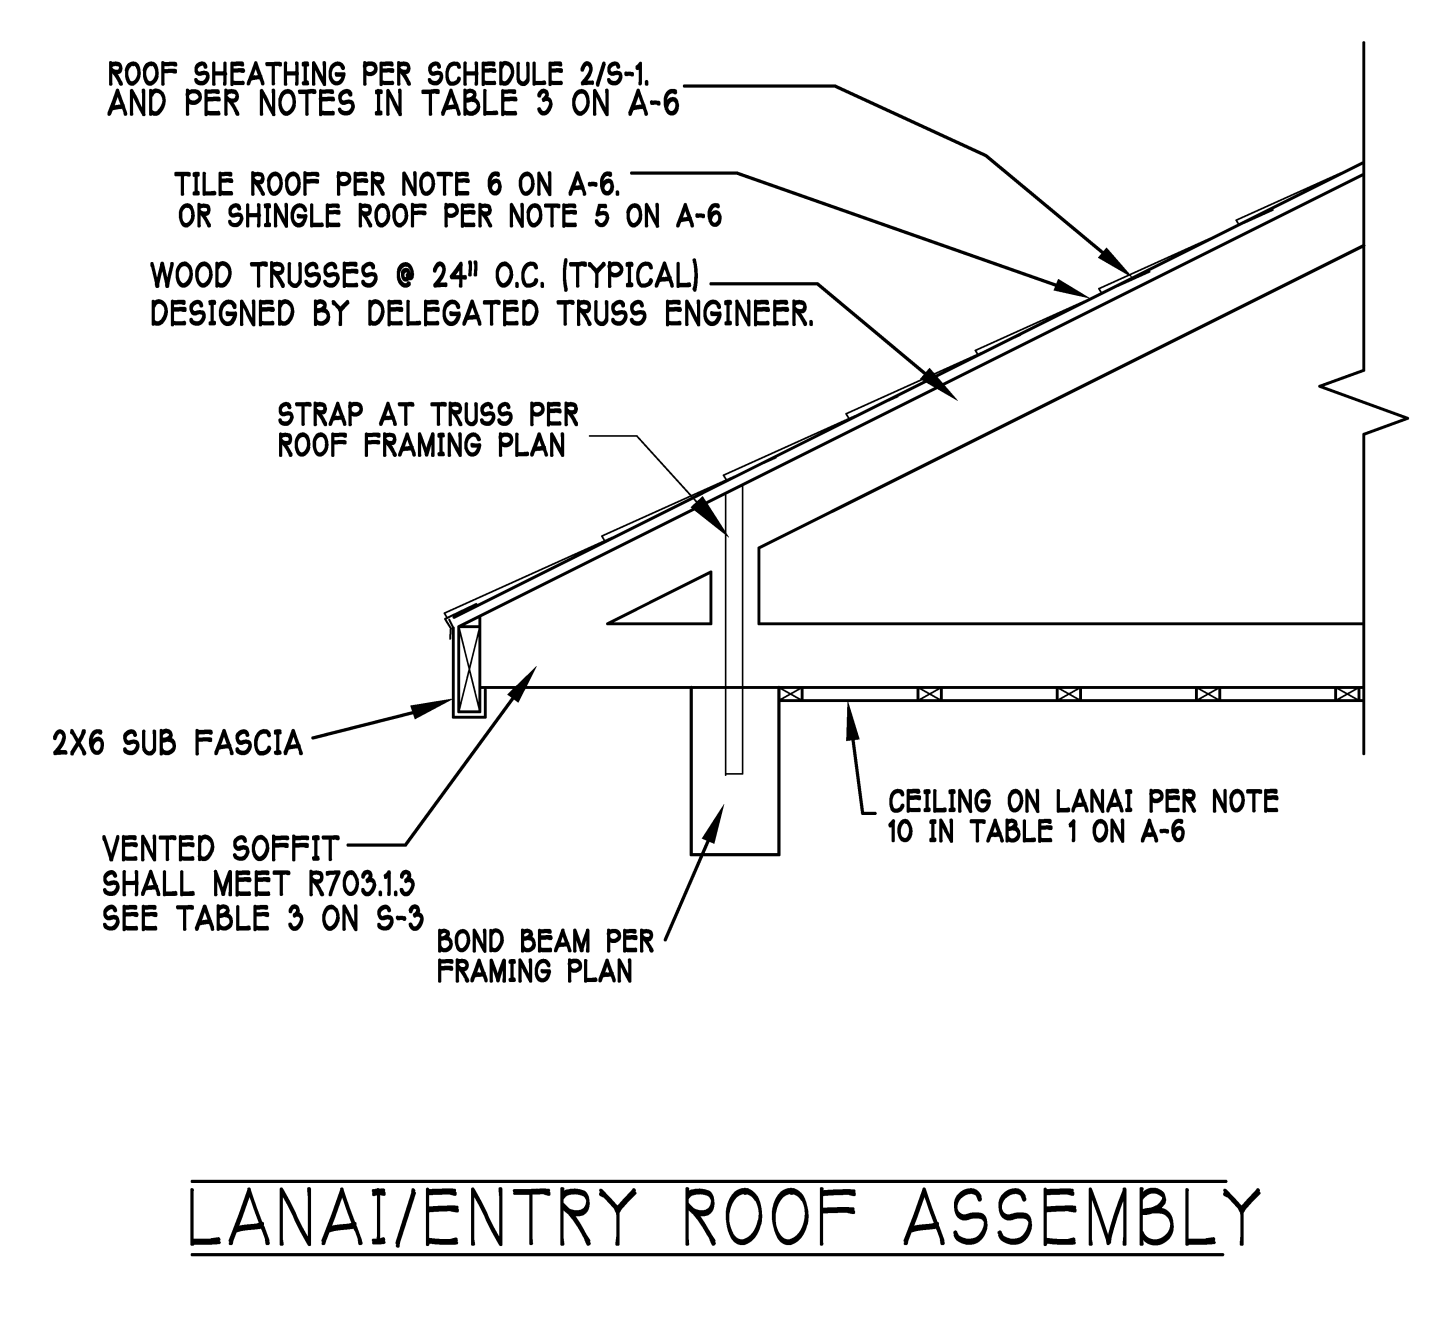 ROOF SHEATHING PER SCHEDULE 2/S-1.
AND PER NOTES IN TABLE 3 ON A-6
TILE ROOF PER NOTE 6 ON A-6.
OR SHINGLE ROOF PER NOTE 5 ON A-6
WOOD TRUSSES @ 24" O.C. (TYPICAL)
DESIGNED BY DELEGATED TRUSS ENGINEER.
STRAP AT TRUSS PER
ROOF FRAMING PLAN
2X6 SUB FASCIA
CEILING ON LANAI PER NOTE
10 IN TABLE 1 ON A-6
VENTED SOFFIT
SHALL MEET R703.1.3
SEE TABLE 3 ON S-3
BOND BEAM PER
FRAMING PLAN
LANAI/ENTRY ROOF ASSEMBLY